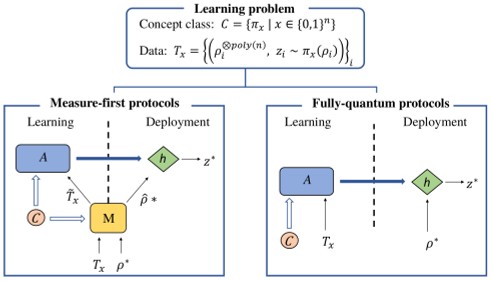 Learning problem
Concept class: C = {π_x | x ∈ {0,1}^n}
Data: T_x = {(ρ_i^{⊗poly(n)}, z_i ~ π_x(ρ_i))}_i
Measure-first protocols
Learning Deployment
A
h
z*
T̃_x
ρ̂ *
C
M
T_x ρ*
Fully-quantum protocols
Learning Deployment
A
h
z*
C
T_x
ρ*